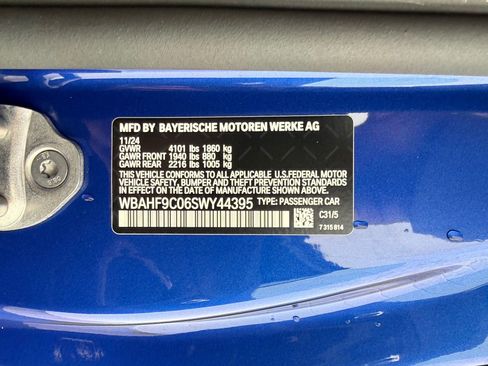 MFD BY BAYERISCHE MOTOREN WERKE AG
11/24
GVWR 4101 lbs 1860 kg
GAWR FRONT 1940 lbs 880 kg
GAWR REAR 2216 lbs 1005 kg
THIS VEHICLE CONFORMS TO ALL APPLICABLE U.S.FEDERAL MOTOR
VEHICLE SAFETY, BUMPER AND THEFT PREVENTION STANDARDS
IN EFFECT ON THE DATE OF MANUFACTURE SHOWN ABOVE.
WBAHF9C06SWY44395 TYPE: PASSENGER CAR
C31/5
7 315 814